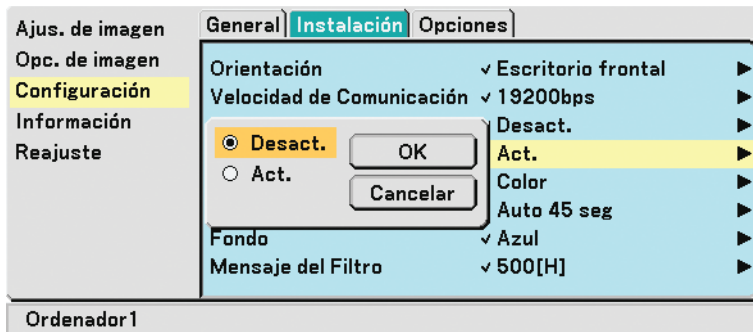 Ajus. de imagen
Opc. de imagen
Configuración
Información
Reajuste
General Instalación Opciones
Orientación ✓ Escritorio frontal ▶
Velocidad de Comunicación ✓ 19200bps ▶
Desact. ▶
Act. ▶
Color ▶
Auto 45 seg ▶
Fondo ✓ Azul ▶
Mensaje del Filtro ✓ 500[H] ▶
Desact.
Act.
OK
Cancelar
Ordenador1